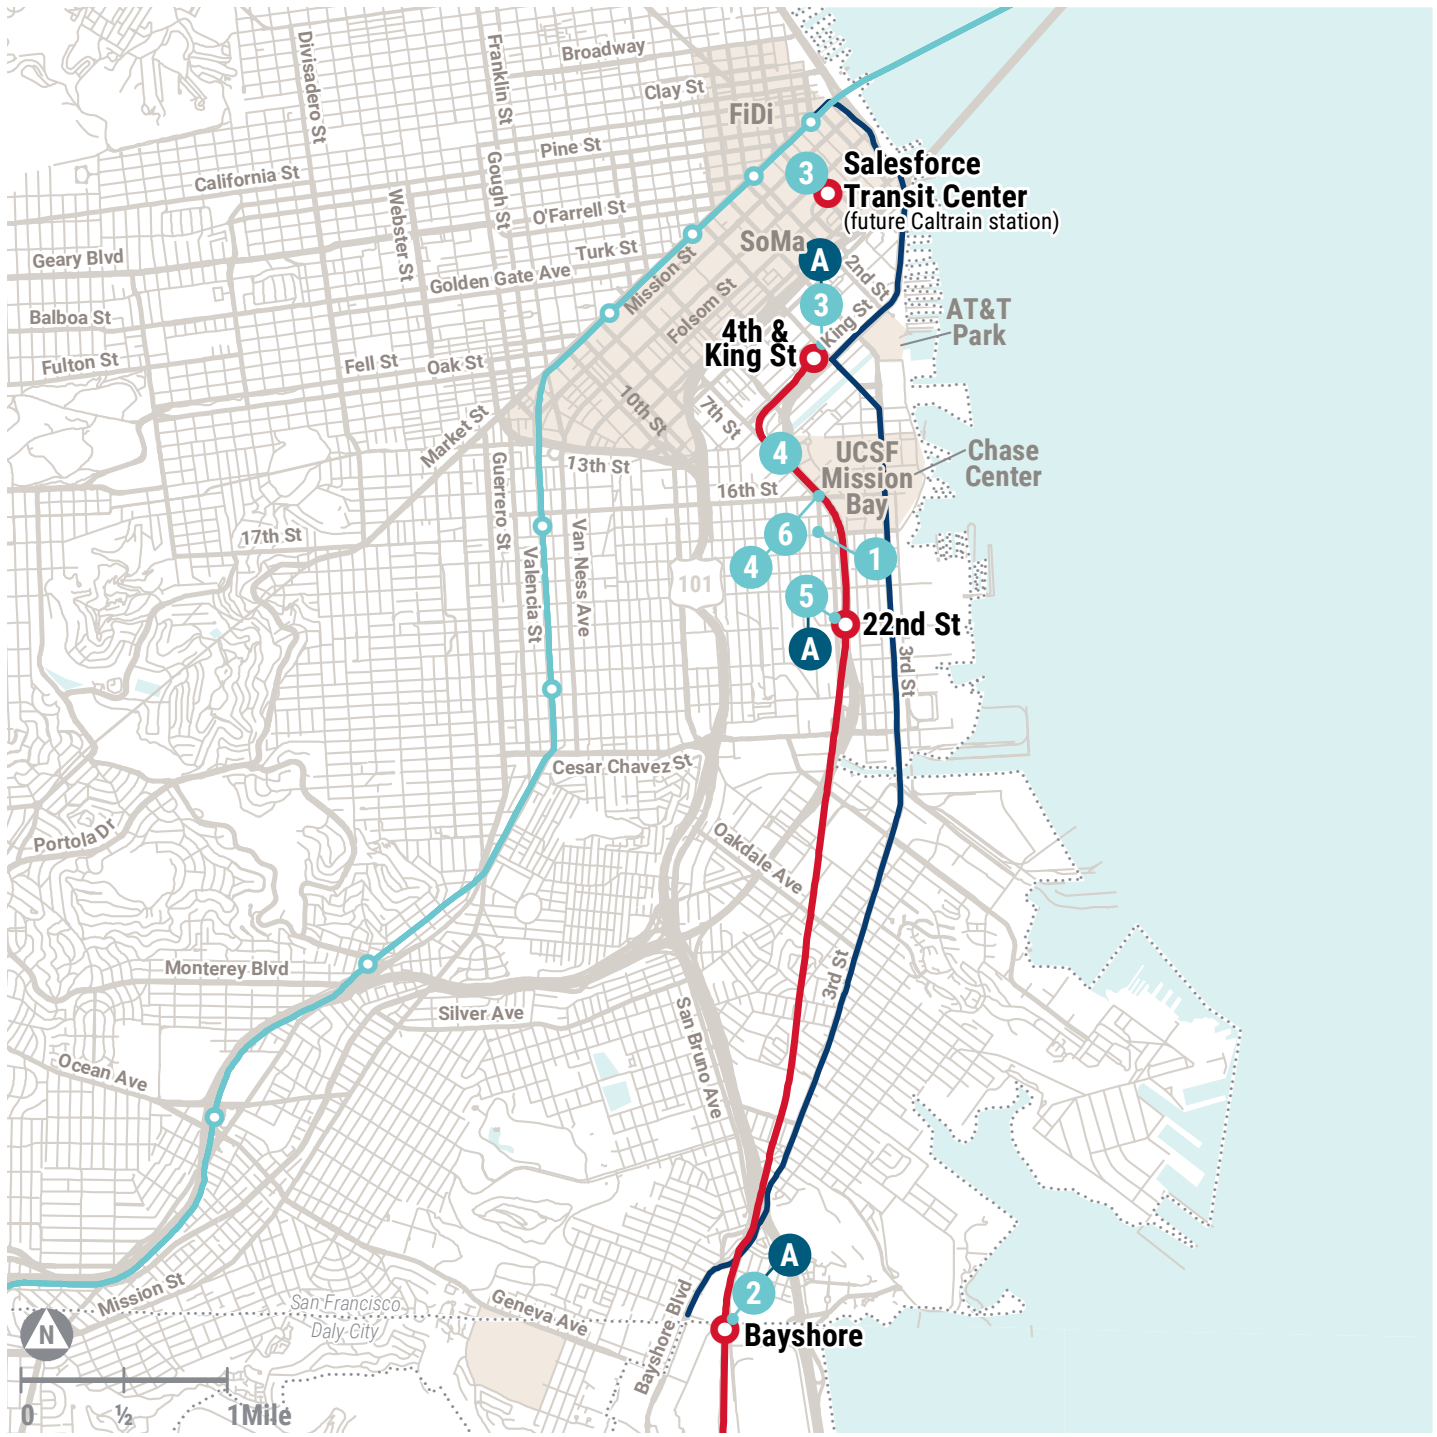 Divisadero St
Franklin St
Broadway
Clay St
FiDi
Pine St
California St
Gough St
3
Salesforce
Transit Center
(future Caltrain station)
Webster St
O'Farrell St
Turk St
SoMa
A
2nd St
Geary Blvd
Golden Gate Ave
Mission St
Folsom St
3
King St
AT&T
Park
Balboa St
4th &
King St
Fulton St
Fell St
Oak St
10th St
7th St
Market St
4
UCSF
Mission
Bay
Chase
Center
13th St
Guerrero St
16th St
17th St
Van Ness Ave
6
1
4
101
Valencia St
5
22nd St
A
3rd St
Cesar Chavez St
Portola Dr
Oakdale Ave
Monterey Blvd
3rd St
Silver Ave
San Bruno Ave
Ocean Ave
A
2
Mission St
San Francisco
Daly City
Geneva Ave
Bayshore Blvd
Bayshore
N
0
½
1Mile